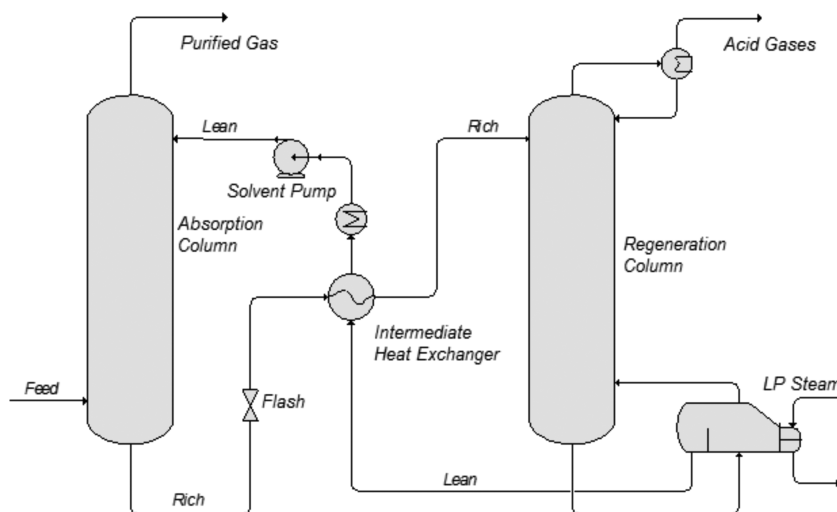 Purified Gas
Acid Gases
Lean
Rich
Solvent Pump
Absorption
Column
Regeneration
Column
Intermediate
Heat Exchanger
Feed
Flash
LP Steam
Lean
Rich